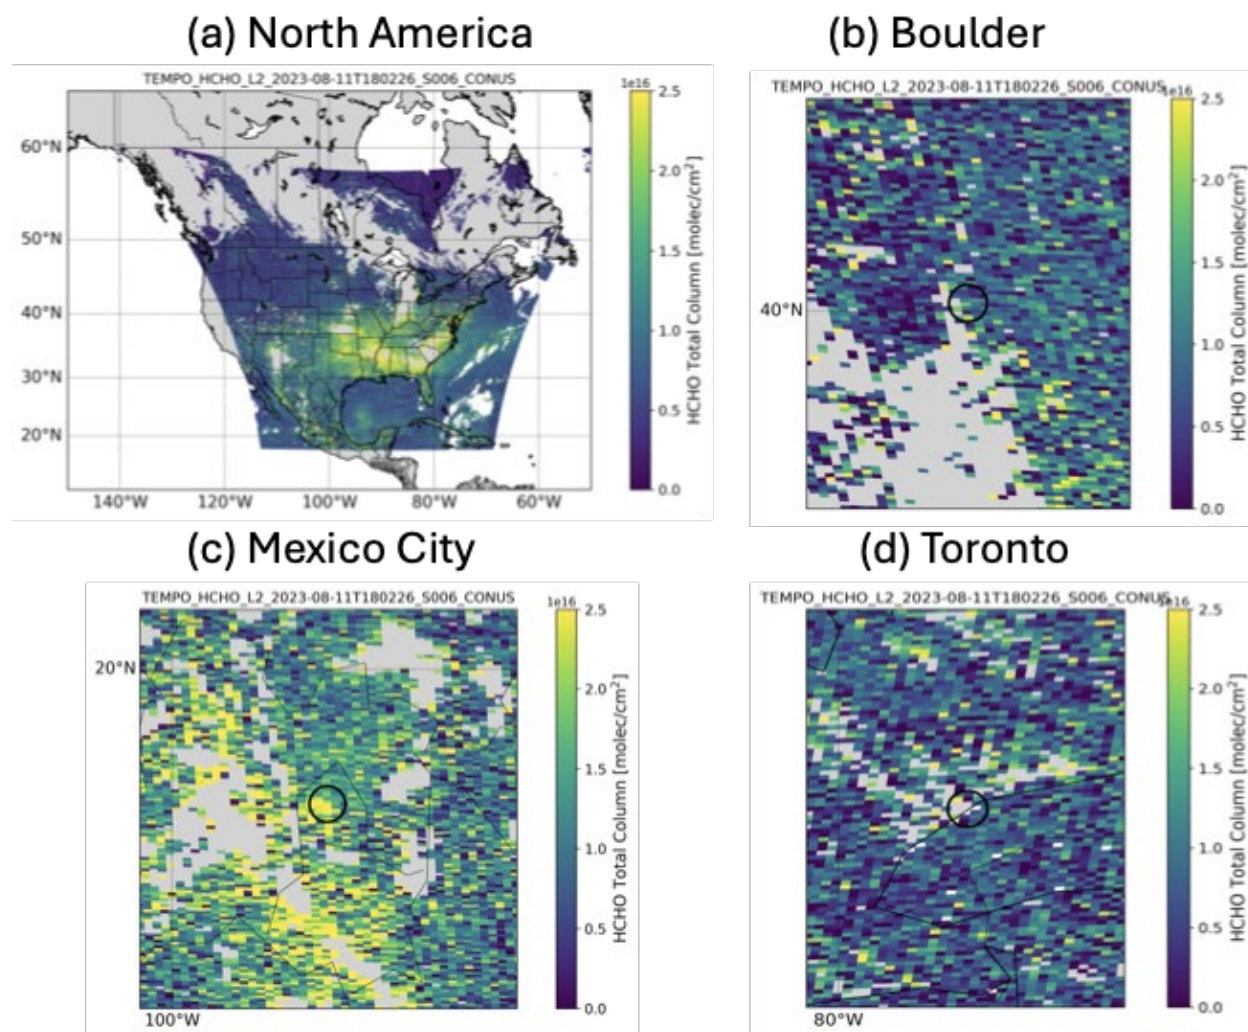 (a) North America
TEMPO_HCHO_L2_2023-08-11T180226_S006_CONUS
1e16
60°N
50°N
40°N
30°N
20°N
140°W
120°W
100°W
80°W
60°W
2.5
2.0
1.5
1.0
0.5
0.0
HCHO Total Column [molec/cm²]
(b) Boulder
TEMPO_HCHO_L2_2023-08-11T180226_S006_CONUS
1e16
40°N
2.5
2.0
1.5
1.0
0.5
0.0
HCHO Total Column [molec/cm²]
(c) Mexico City
TEMPO_HCHO_L2_2023-08-11T180226_S006_CONUS
1e16
20°N
100°W
2.5
2.0
1.5
1.0
0.5
0.0
HCHO Total Column [molec/cm²]
(d) Toronto
TEMPO_HCHO_L2_2023-08-11T180226_S006_CONUS
1e16
80°W
2.5
2.0
1.5
1.0
0.5
0.0
HCHO Total Column [molec/cm²]